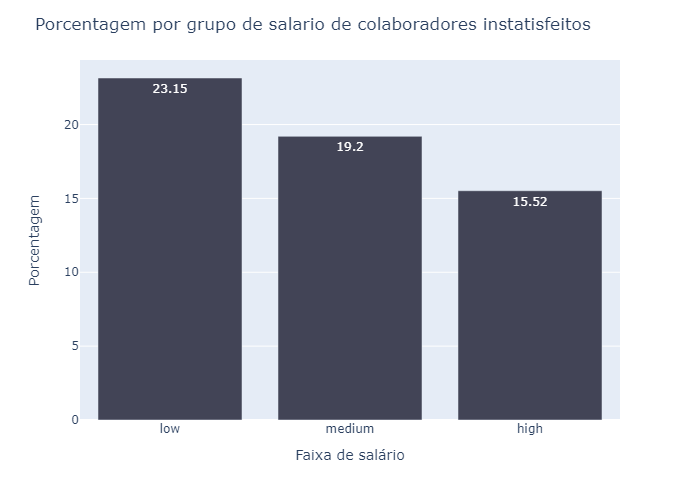 Porcentagem por grupo de salario de colaboradores instatisfeitos
23.15
19.2
15.52
Porcentagem
20
15
10
5
0
low medium high
Faixa de salário